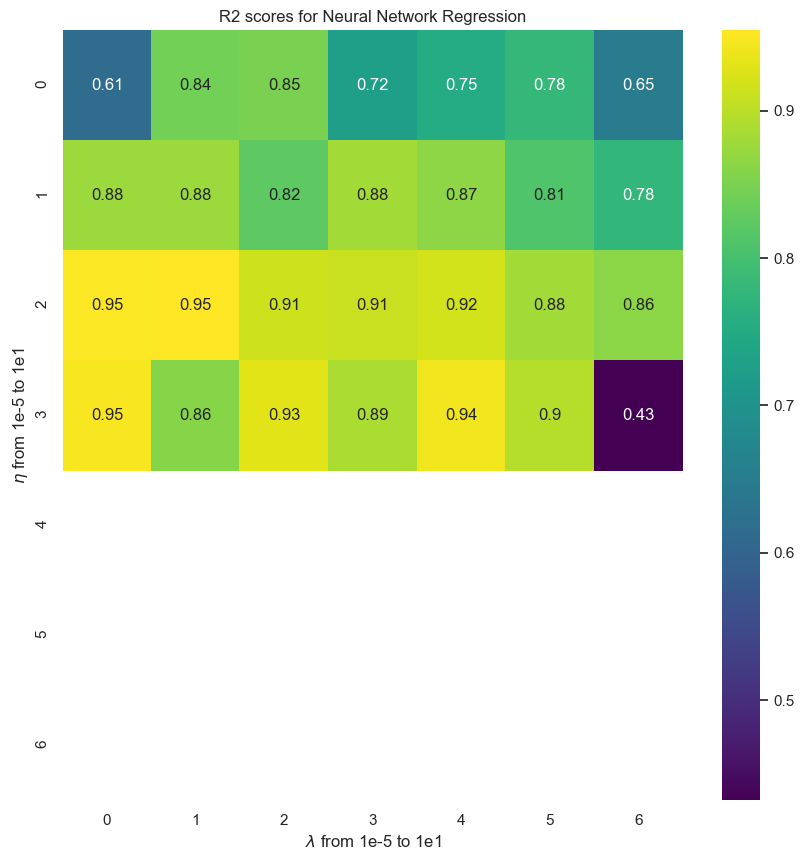 R2 scores for Neural Network Regression
0 0.61 0.84 0.85 0.72 0.75 0.78 0.65
1 0.88 0.88 0.82 0.88 0.87 0.81 0.78
2 0.95 0.95 0.91 0.91 0.92 0.88 0.86
3 0.95 0.86 0.93 0.89 0.94 0.9 0.43
4
5
6
0 1 2 3 4 5 6
λ from 1e-5 to 1e1
η from 1e-5 to 1e1
0.9
0.8
0.7
0.6
0.5